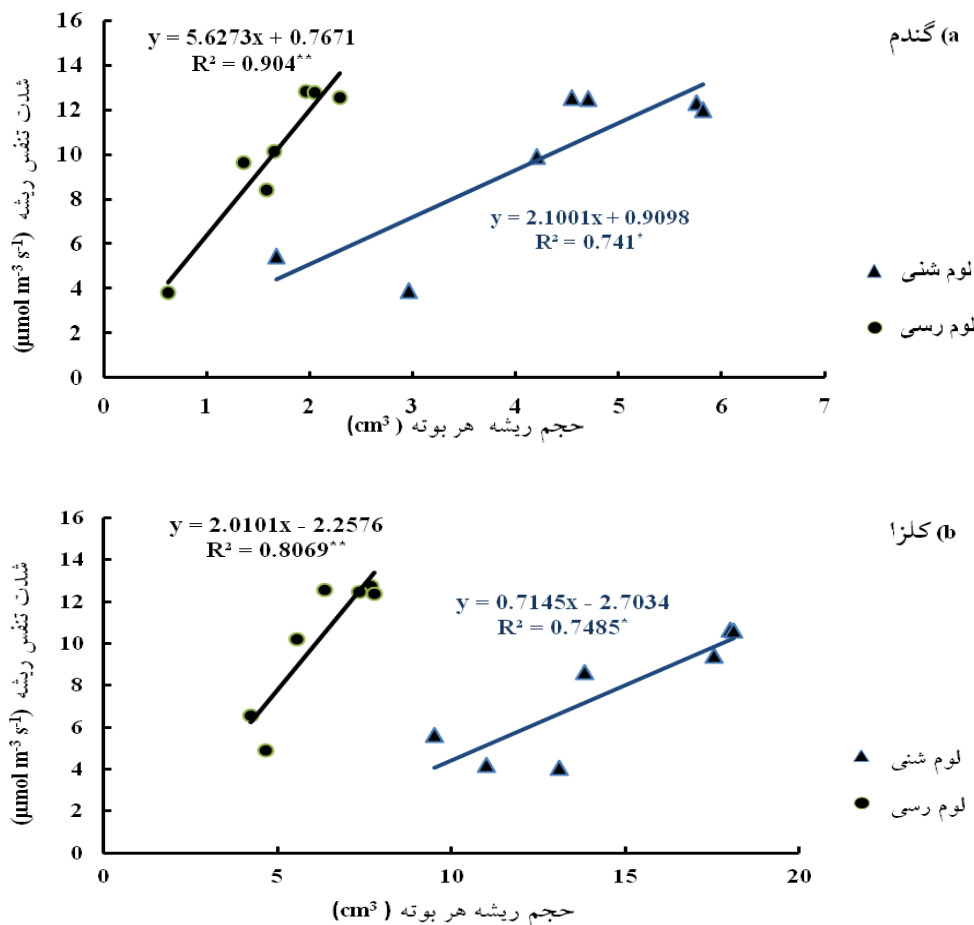 a) گندم
y = 5.6273x + 0.7671
R² = 0.904**
y = 2.1001x + 0.9098
R² = 0.741*
لوم شنی
لوم رسی
شدت تنفس ریشه (µmol m⁻³ s⁻¹)
16
14
12
10
8
6
4
2
0
0 1 2 3 4 5 6 7
حجم ریشه هر بوته (cm³)
b) کلزا
y = 2.0101x - 2.2576
R² = 0.8069**
y = 0.7145x - 2.7034
R² = 0.7485*
لوم شنی
لوم رسی
شدت تنفس ریشه (µmol m⁻³ s⁻¹)
16
14
12
10
8
6
4
2
0
0 5 10 15 20
حجم ریشه هر بوته (cm³)